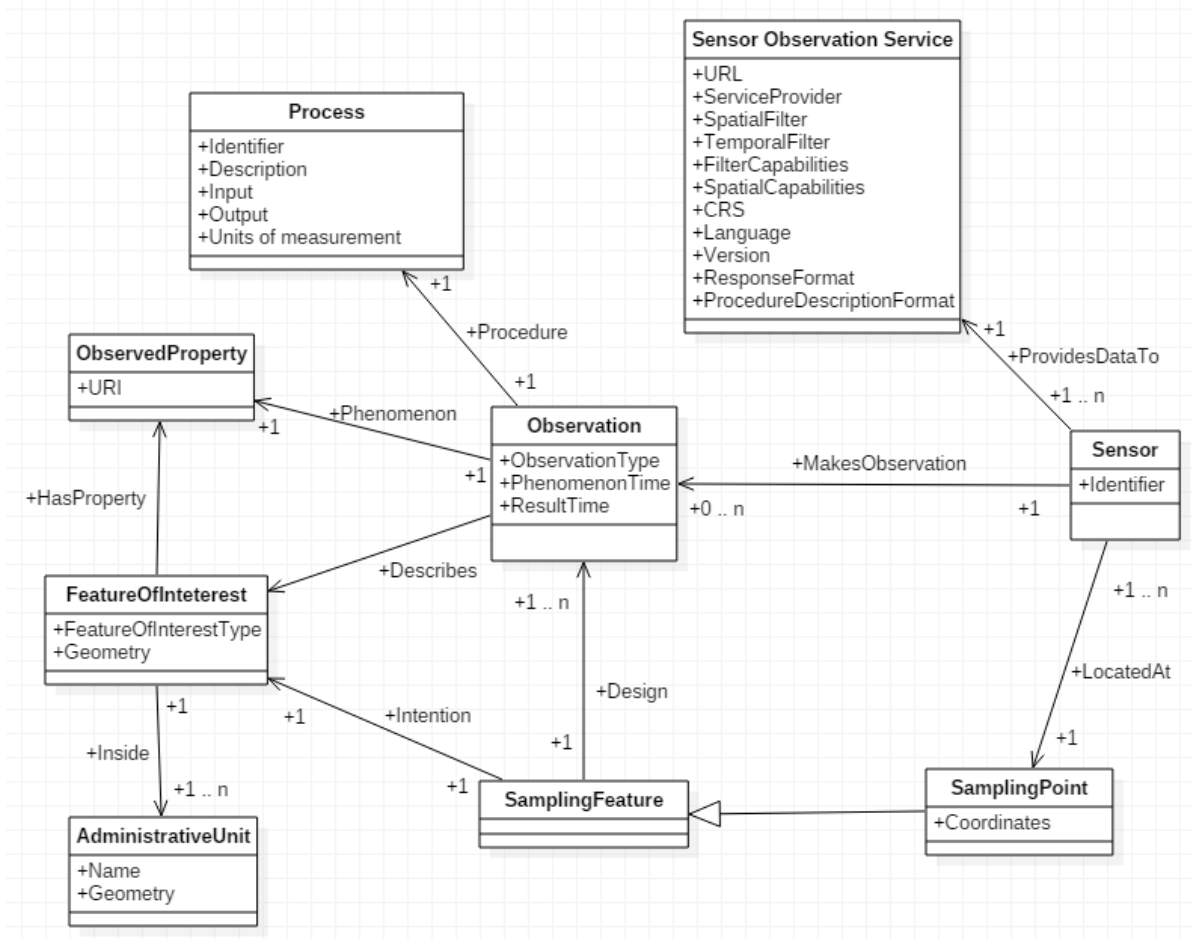 Sensor Observation Service
+URL
+ServiceProvider
+SpatialFilter
+TemporalFilter
+FilterCapabilities
+SpatialCapabilities
+CRS
+Language
+Version
+ResponseFormat
+ProcedureDescriptionFormat
Process
+Identifier
+Description
+Input
+Output
+Units of measurement
+1
+Procedure
+1
+1
+ProvidesDataTo
+1 .. n
ObservedProperty
+URI
+Phenomenon
+1
+1
Observation
+ObservationType
+PhenomenonTime
+ResultTime
+MakesObservation
+0 .. n
+1
Sensor
+Identifier
+HasProperty
+Describes
FeatureOfInteterest
+FeatureOfInterestType
+Geometry
+1 .. n
+Design
+1
+1 .. n
+LocatedAt
+1
+1
+Inside
+1 .. n
+1
+Intention
+1
SamplingFeature
SamplingPoint
+Coordinates
AdministrativeUnit
+Name
+Geometry